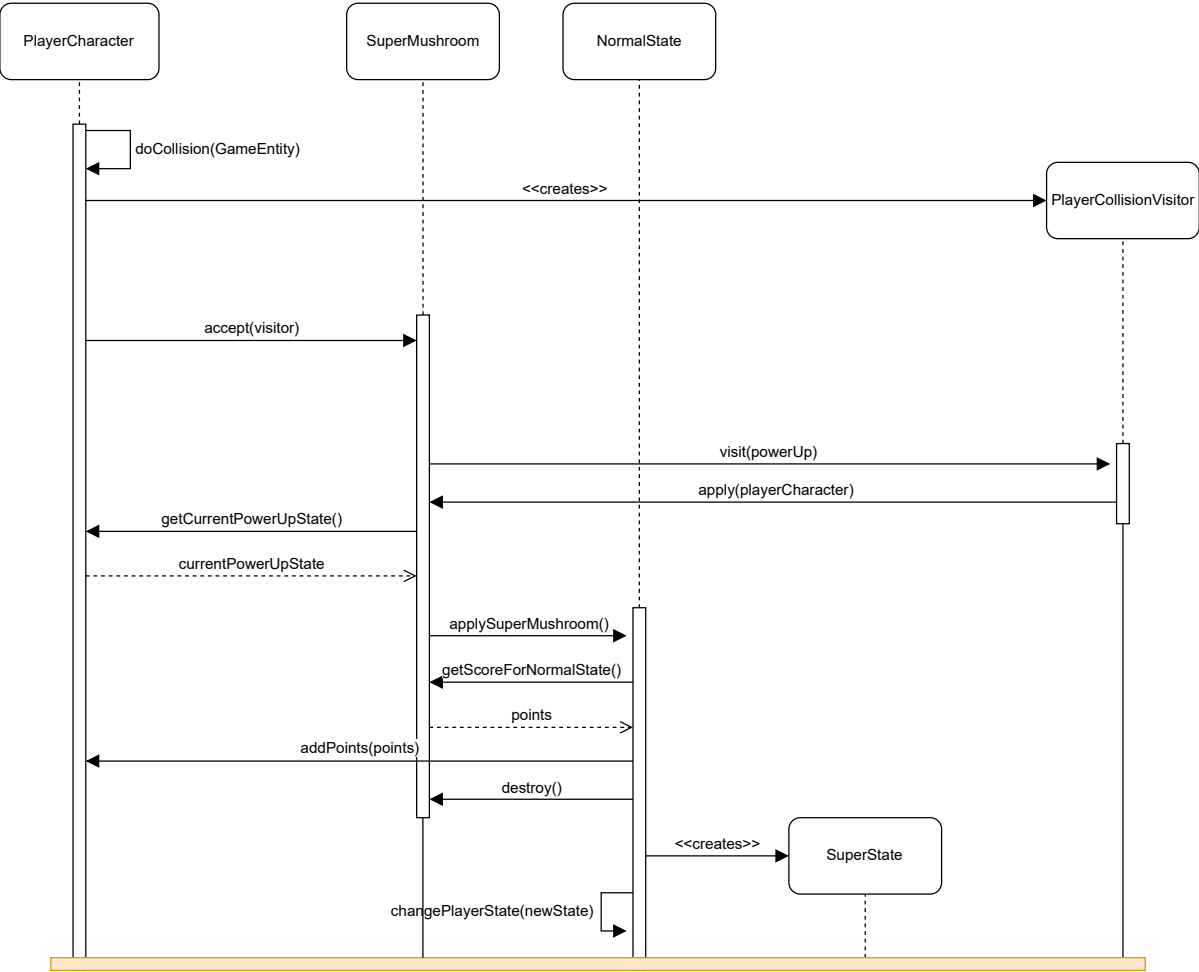 PlayerCharacter
SuperMushroom
NormalState
doCollision(GameEntity)
<<creates>>
PlayerCollisionVisitor
accept(visitor)
visit(powerUp)
apply(playerCharacter)
getCurrentPowerUpState()
currentPowerUpState
applySuperMushroom()
getScoreForNormalState()
points
addPoints(points)
destroy()
<<creates>>
SuperState
changePlayerState(newState)